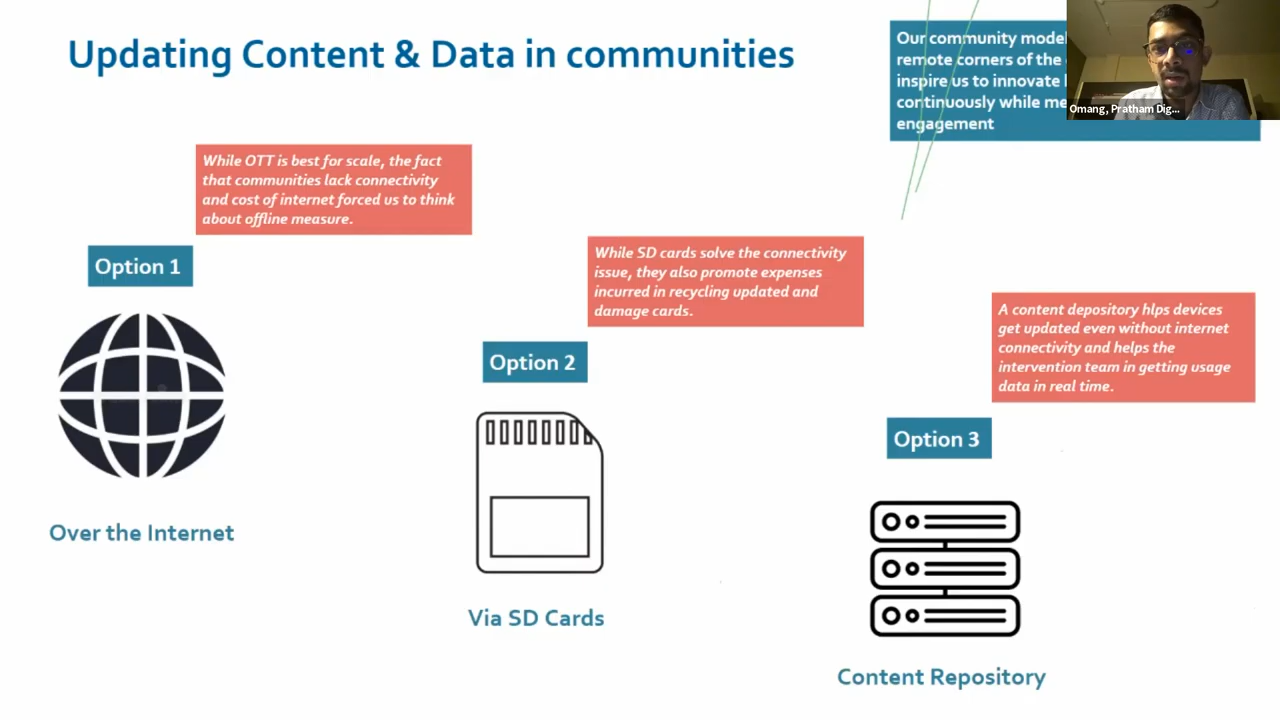 Updating Content & Data in communities
Our community model
remote corners of the
inspire us to innovate
continuously while me
engagement
Omang, Pratham Dig...
While OTT is best for scale, the fact
that communities lack connectivity
and cost of internet forced us to think
about offline measure.
Option 1
Over the Internet
While SD cards solve the connectivity
issue, they also promote expenses
incurred in recycling updated and
damage cards.
Option 2
Via SD Cards
A content depository hlps devices
get updated even without internet
connectivity and helps the
intervention team in getting usage
data in real time.
Option 3
Content Repository